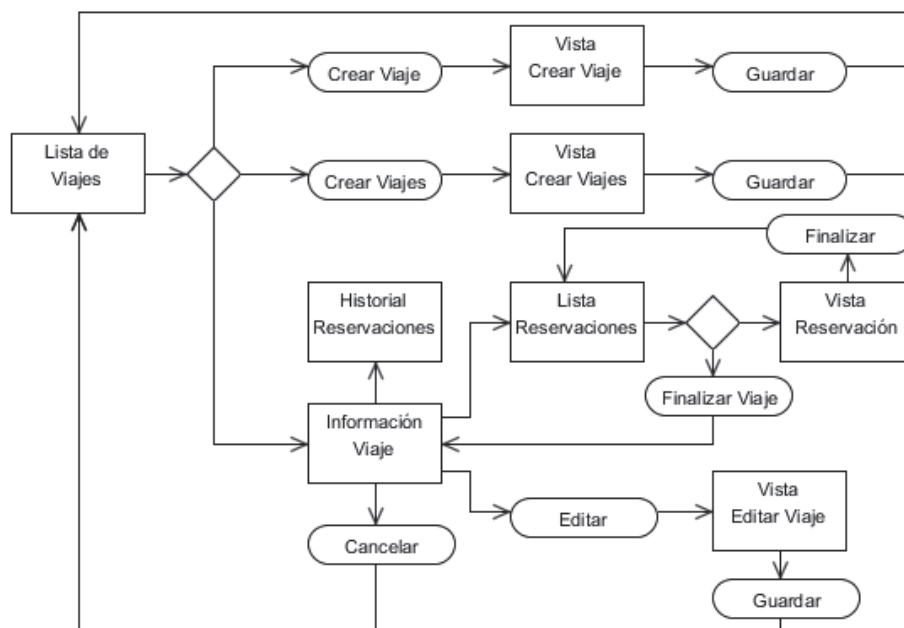 Crear Viaje
Vista
Crear Viaje
Guardar
Lista de
Viajes
Crear Viajes
Vista
Crear Viajes
Guardar
Finalizar
Historial
Reservaciones
Lista
Reservaciones
Vista
Reservación
Finalizar Viaje
Información
Viaje
Editar
Vista
Editar Viaje
Cancelar
Guardar